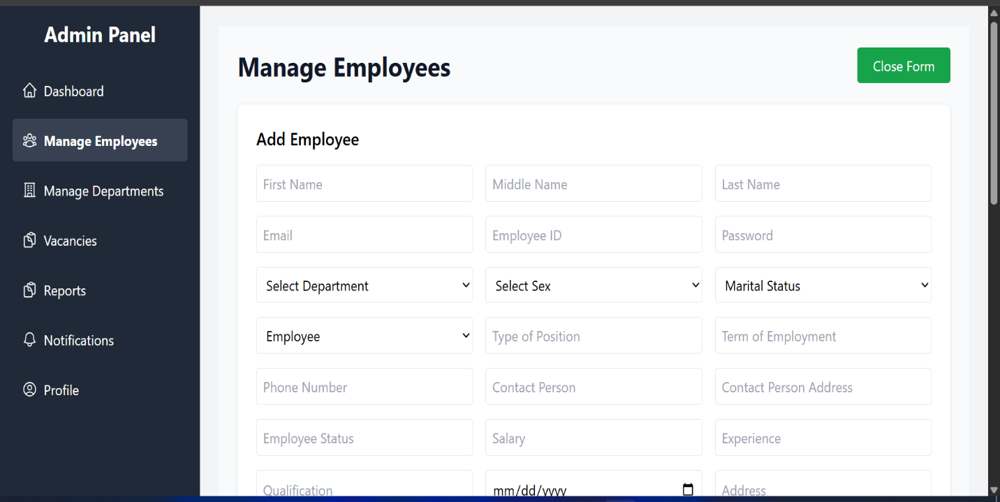 Admin Panel
Dashboard
Manage Employees
Manage Departments
Vacancies
Reports
Notifications
Profile
Manage Employees
Close Form
Add Employee
First Name
Middle Name
Last Name
Email
Employee ID
Password
Select Department
Select Sex
Marital Status
Employee
Type of Position
Term of Employment
Phone Number
Contact Person
Contact Person Address
Employee Status
Salary
Experience
Qualification
mm/dd/yyyy
Address